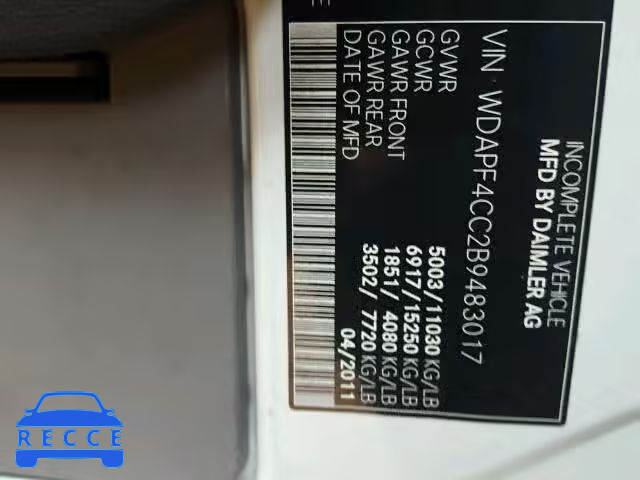 INCOMPLETE VEHICLE
MFD BY DAIMLER AG
VIN · WDAPF4CC2B9483017
GVWR 5003/11030 KG/LB
GCWR 6917/15250 KG/LB
GAWR FRONT 1851/ 4080 KG/LB
GAWR REAR 3502/ 7720 KG/LB
DATE OF MFD 04/2011
RECCE